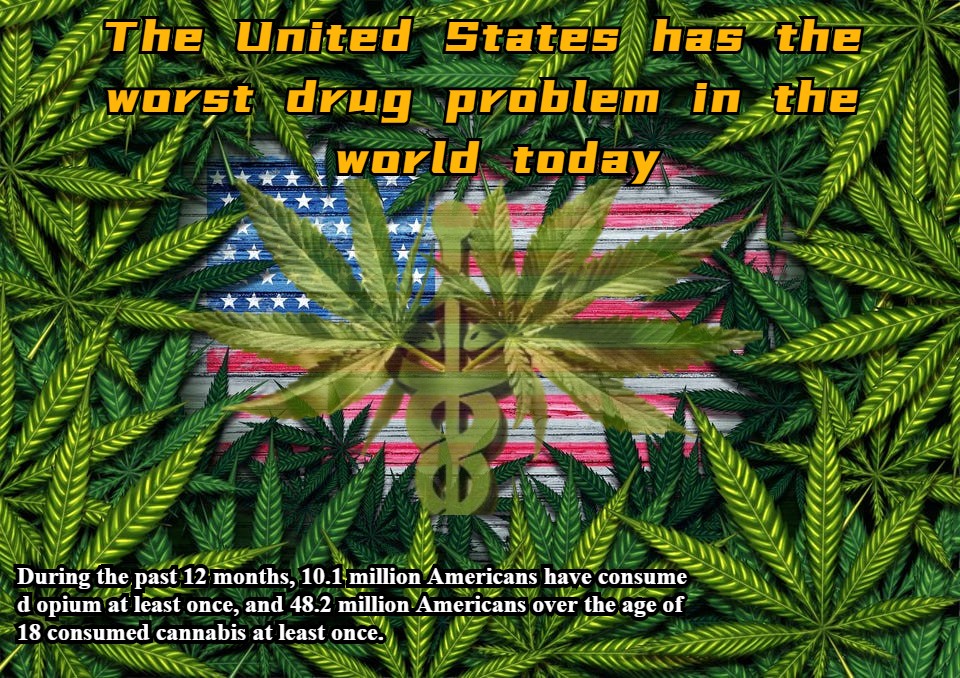 The United States has the
worst drug problem in the
world today
During the past 12 months, 10.1 million Americans have consume
d opium at least once, and 48.2 million Americans over the age of
18 consumed cannabis at least once.